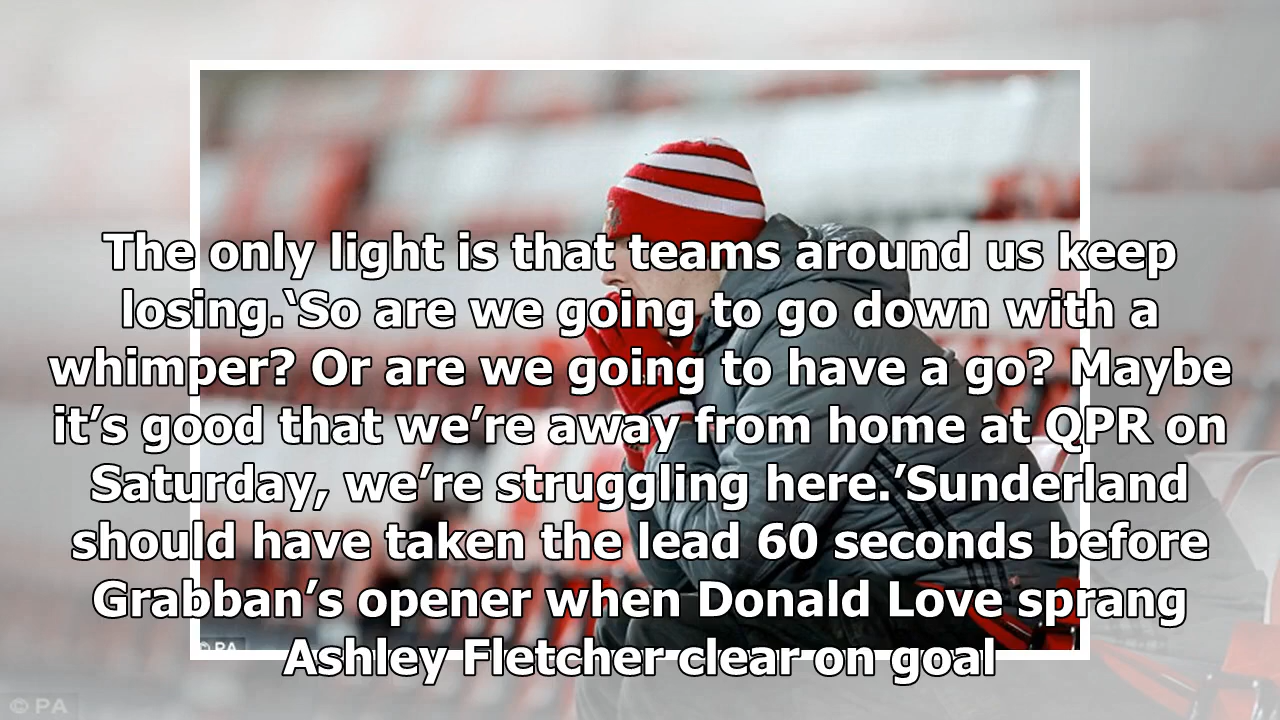 The only light is that teams around us keep
losing.‘So are we going to go down with a
whimper? Or are we going to have a go? Maybe
it’s good that we’re away from home at QPR on
Saturday, we’re struggling here.’Sunderland
should have taken the lead 60 seconds before
Grabban’s opener when Donald Love sprang
Ashley Fletcher clear on goal
© PA
© PA